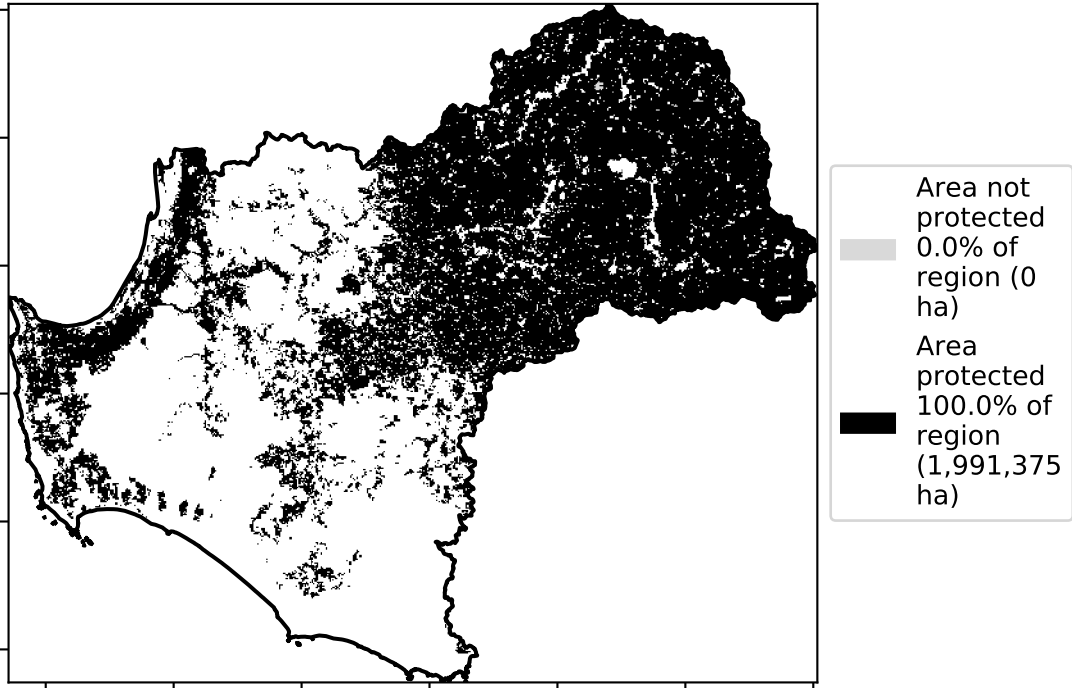 Area not
protected
0.0% of
region (0
ha)
Area
protected
100.0% of
region
(1,991,375
ha)